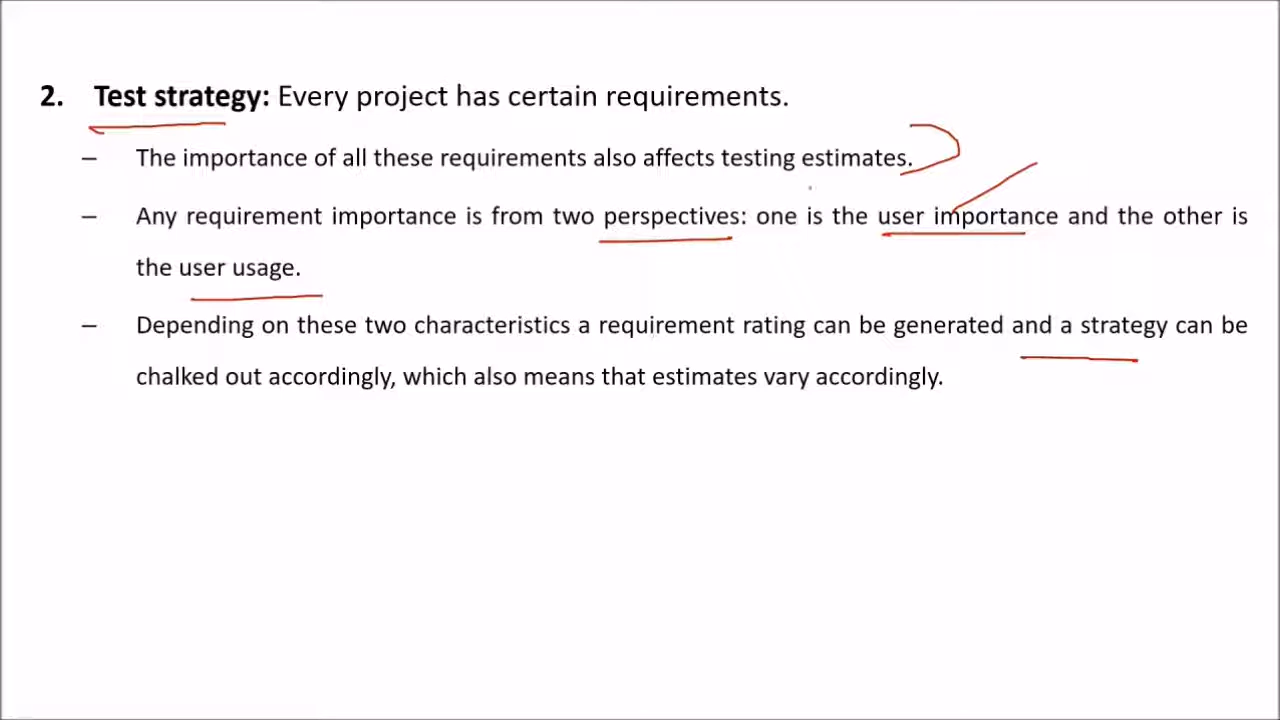 2. Test strategy: Every project has certain requirements.
– The importance of all these requirements also affects testing estimates.
– Any requirement importance is from two perspectives: one is the user importance and the other is
the user usage.
– Depending on these two characteristics a requirement rating can be generated and a strategy can be
chalked out accordingly, which also means that estimates vary accordingly.